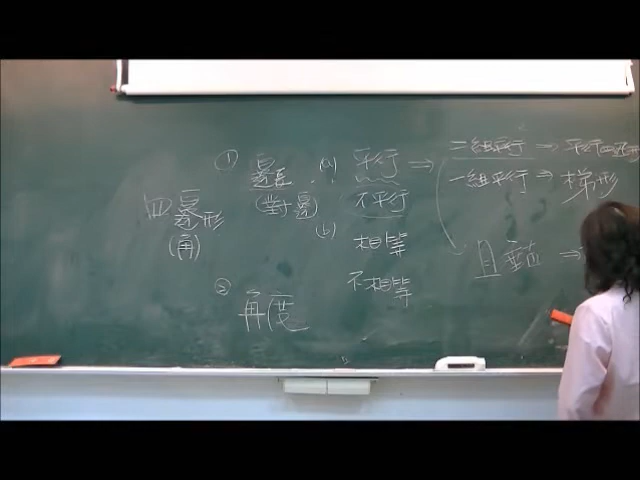 四邊形
(角)
① 邊長
(對邊)
(a) 平行 ⇒
不平行
(b) 相等
不相等
二組平行 ⇒ 平行四邊形
一組平行 ⇒ 梯形
且 垂直 ⇒
② 角度